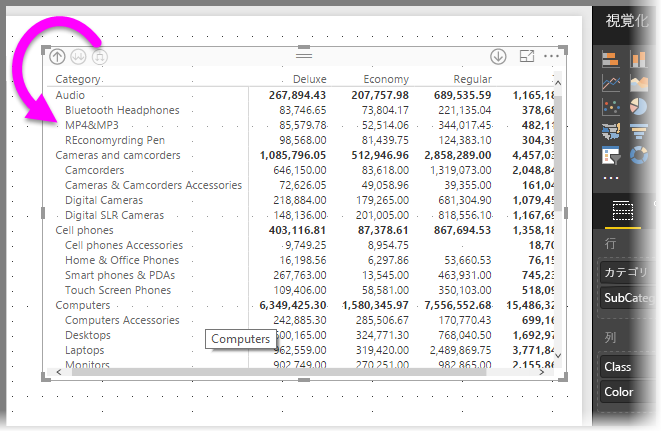 視覚化
Category Deluxe Economy Regular
Audio 267,894.43 207,757.98 689,535.59 1,165,18
Bluetooth Headphones 83,746.65 73,804.17 221,135.04 378,68
MP4&MP3 85,579.78 52,514.06 344,017.45 482,11
REconomyrding Pen 98,568.00 81,439.75 124,383.10 304,39
Cameras and camcorders 1,085,796.05 512,946.96 2,858,289.00 4,457,03
Camcorders 646,150.00 83,618.00 1,319,073.00 2,048,84
Cameras & Camcorders Accessories 72,626.05 49,058.96 39,355.00 161,04
Digital Cameras 218,884.00 179,265.00 681,304.90 1,079,45
Digital SLR Cameras 148,136.00 201,005.00 818,556.10 1,167,69
Cell phones 403,116.81 87,378.61 867,694.53 1,358,18
Cell phones Accessories 9,749.25 8,954.75 18,70
Home & Office Phones 16,198.56 6,297.86 53,660.53 76,15
Smart phones & PDAs 267,763.00 13,545.00 463,931.00 745,23
Touch Screen Phones 109,406.00 58,581.00 350,103.00 518,09
Computers 6,349,425.30 1,580,345.97 7,556,552.68 15,486,32
Computers Accessories 242,885.30 285,506.67 170,770.43 699,16
Desktops 800,165.00 324,771.30 768,040.50 1,692,97
Computers
Laptops 962,559.00 319,420.00 2,489,869.75 3,771,84
Monitors 902,749.00 270,251.00 982,865.00 2,155,86
行
カテゴリ
SubCateg
列
Class
Color